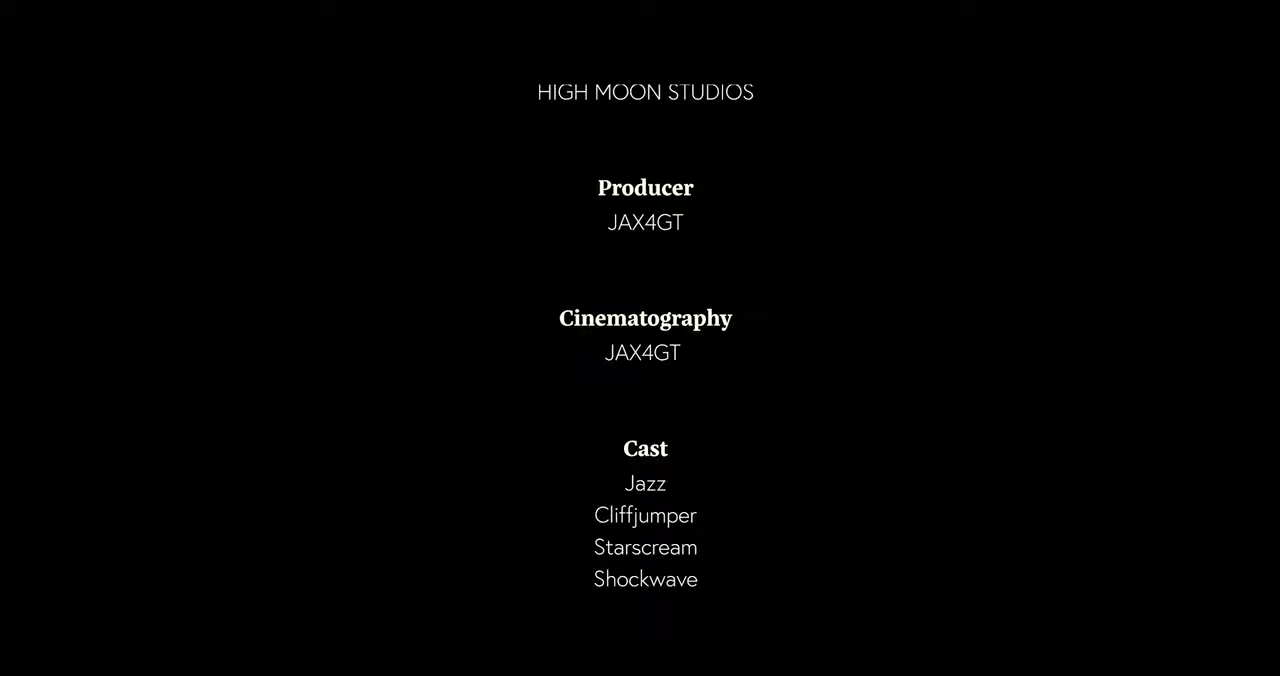 HIGH MOON STUDIOS
Producer
JAX4GT
Cinematography
JAX4GT
Cast
Jazz
Cliffjumper
Starscream
Shockwave